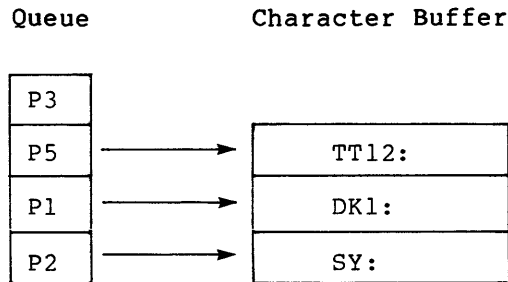 Queue Character Buffer
P3
P5 TT12:
P1 DK1:
P2 SY: